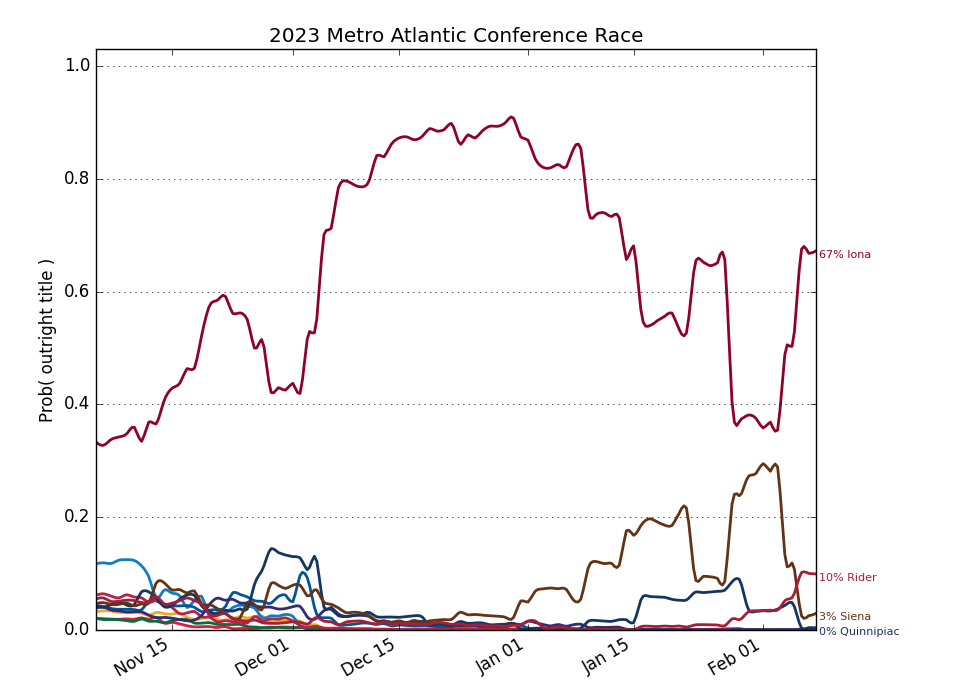 2023 Metro Atlantic Conference Race
Prob( outright title )
1.0
0.8
0.6
0.4
0.2
0.0
67% Iona
10% Rider
3% Siena
0% Quinnipiac
Nov 15
Dec 01
Dec 15
Jan 01
Jan 15
Feb 01